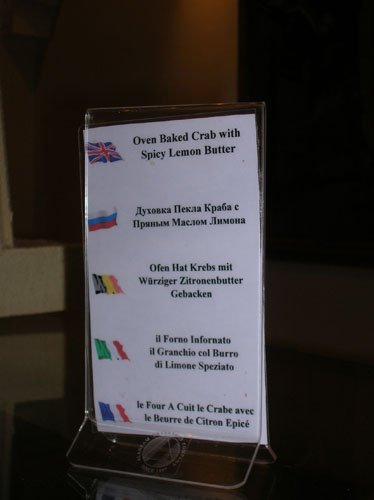 Oven Baked Crab with
Spicy Lemon Butter
Духовка Пекла Краба с
Пряным Маслом Лимона
Ofen Hat Krebs mit
Würziger Zitronenbutter
Gebacken
il Forno Infornato
il Granchio col Burro
di Limone Speziato
le Four A Cuit le Crabe avec
le Beurre de Citron Epicé